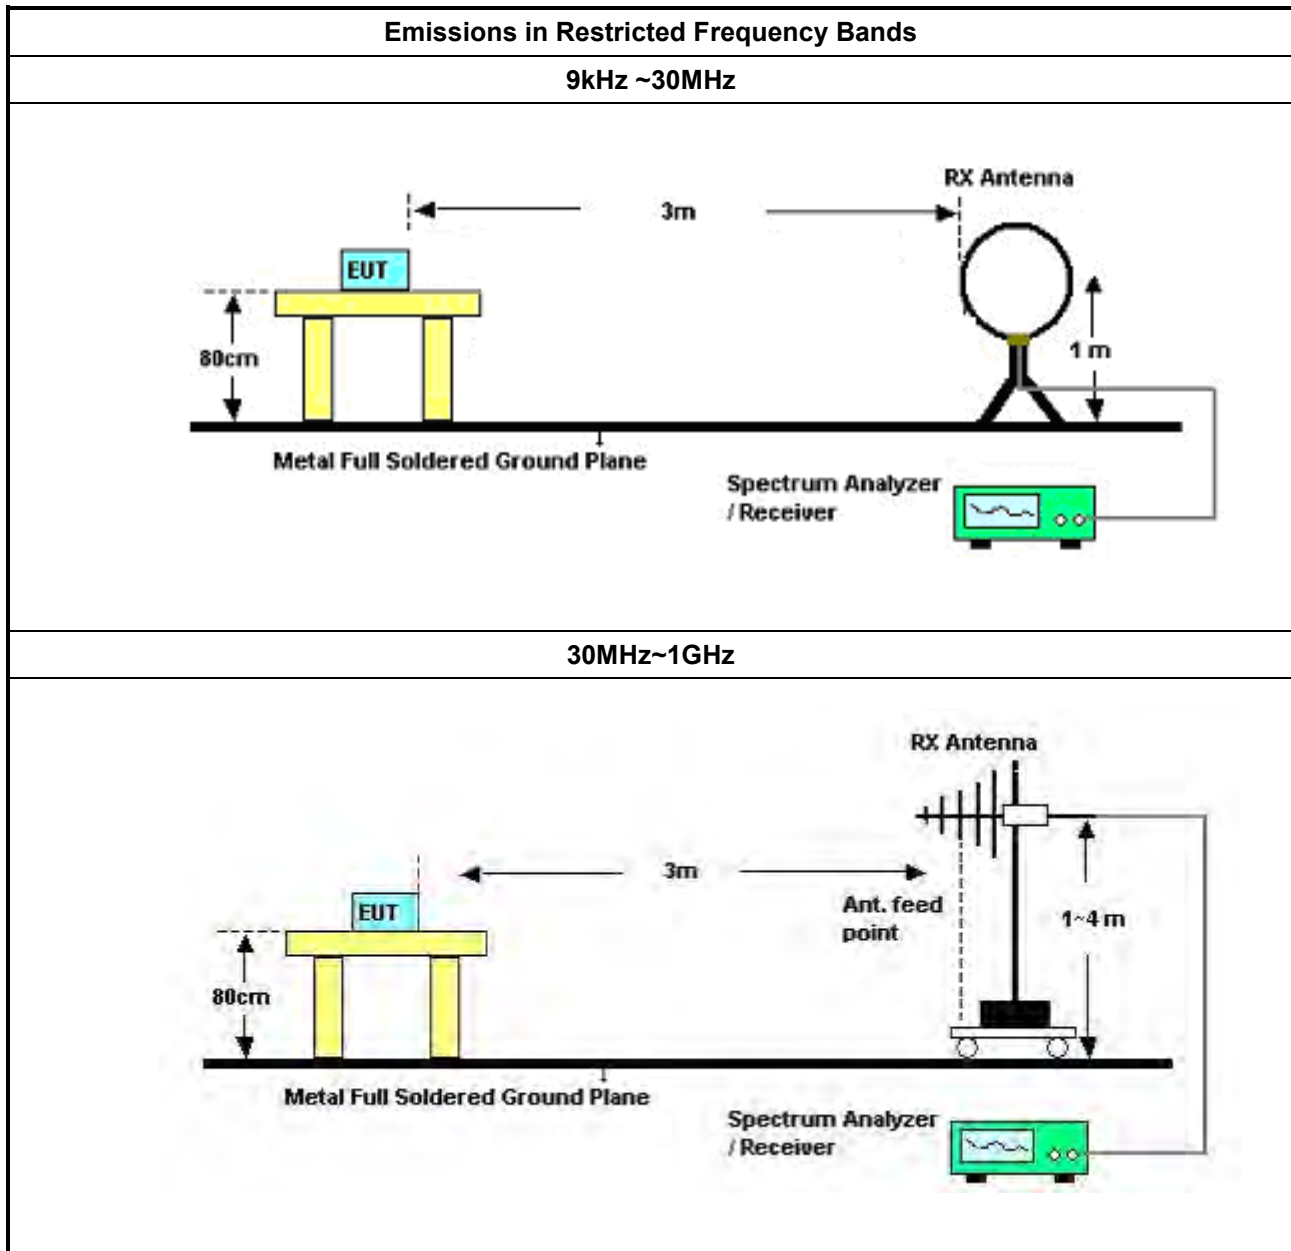 Emissions in Restricted Frequency Bands
9kHz ~30MHz
RX Antenna
3m
EUT
80cm
1 m
Metal Full Soldered Ground Plane
Spectrum Analyzer
/ Receiver
30MHz~1GHz
RX Antenna
3m
EUT
Ant. feed
point
1~4 m
80cm
Metal Full Soldered Ground Plane
Spectrum Analyzer
/ Receiver